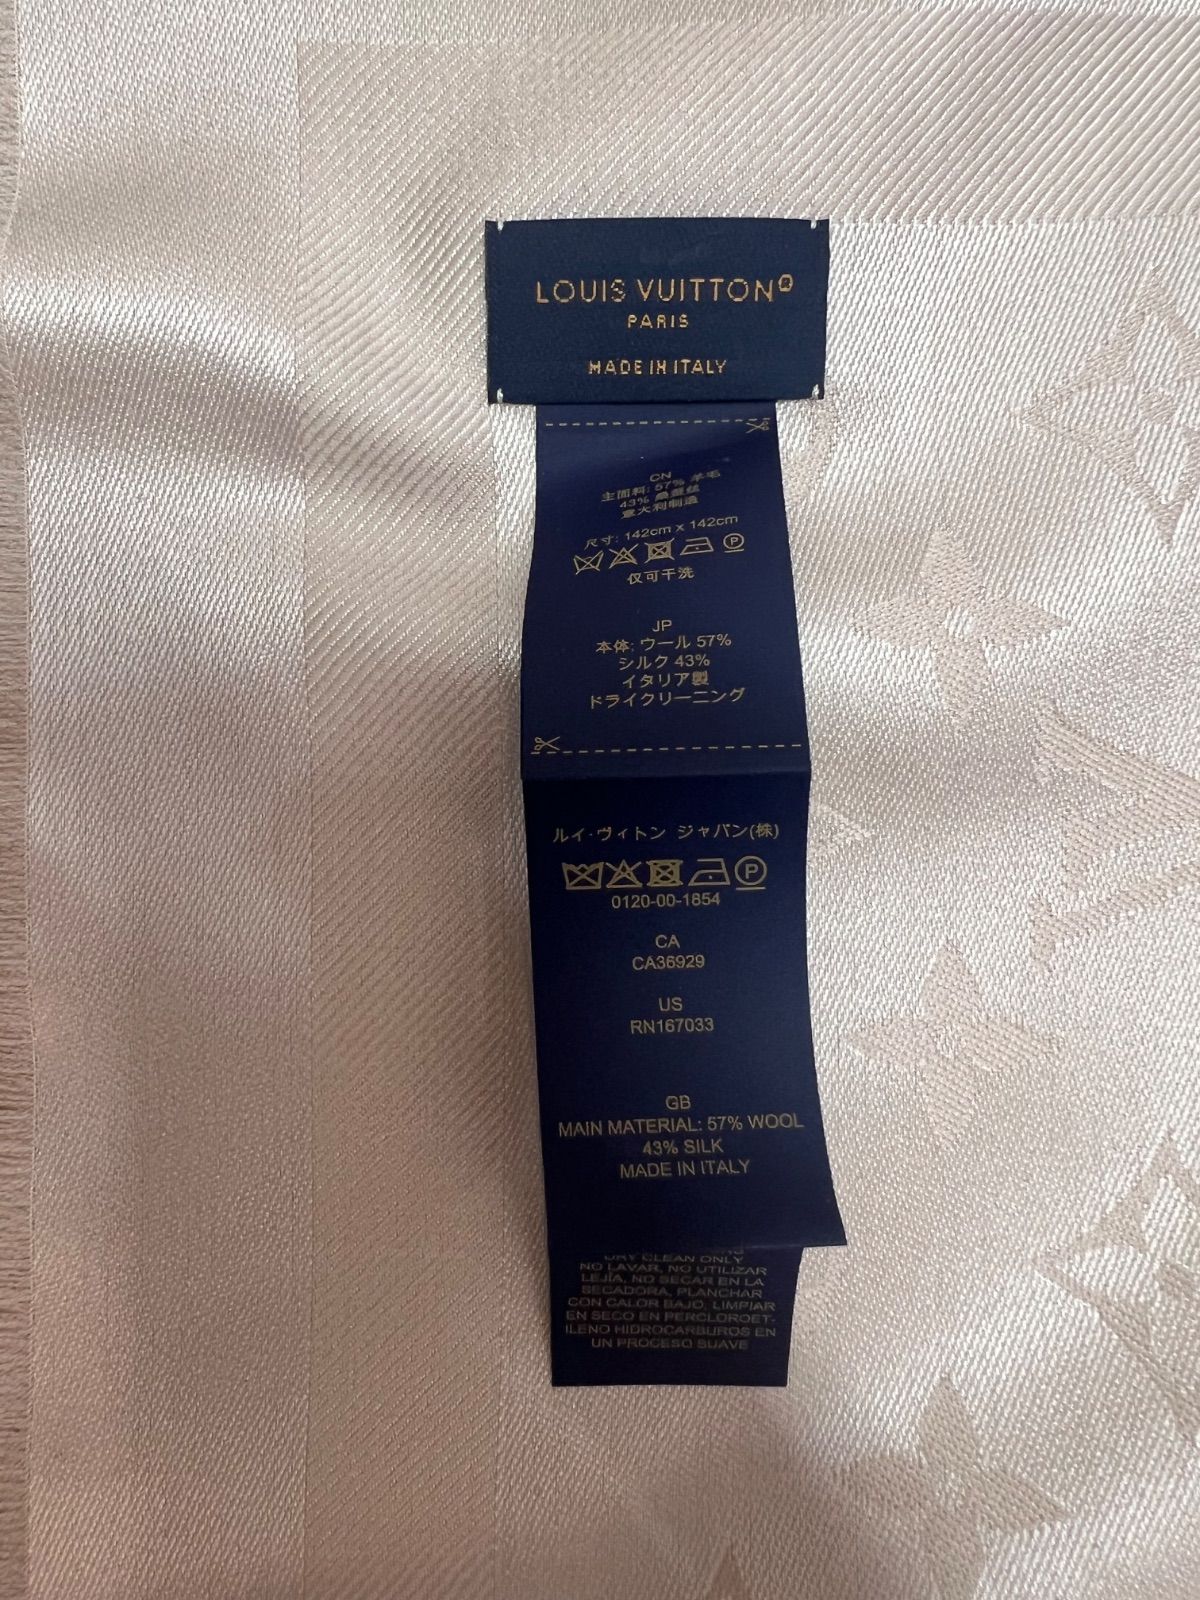 LOUIS VUITTON®
PARIS
MADE IN ITALY
CN
主面料: 57% 羊毛
43% 桑蚕丝
意大利制造
尺寸: 142cm x 142cm
P
仅可干洗
JP
本体: ウール 57%
シルク 43%
イタリア製
ドライクリーニング
ルイ·ヴィトン ジャパン(株)
P
0120-00-1854
CA
CA36929
US
RN167033
GB
MAIN MATERIAL: 57% WOOL
43% SILK
MADE IN ITALY
DRY CLEAN ONLY
NO LAVAR, NO UTILIZAR
LEJÍA, NO SECAR EN LA
SECADORA, PLANCHAR
CON CALOR BAJO, LIMPIAR
EN SECO EN PERCLOROET-
ILENO HIDROCARBUROS EN
UN PROCESO SUAVE